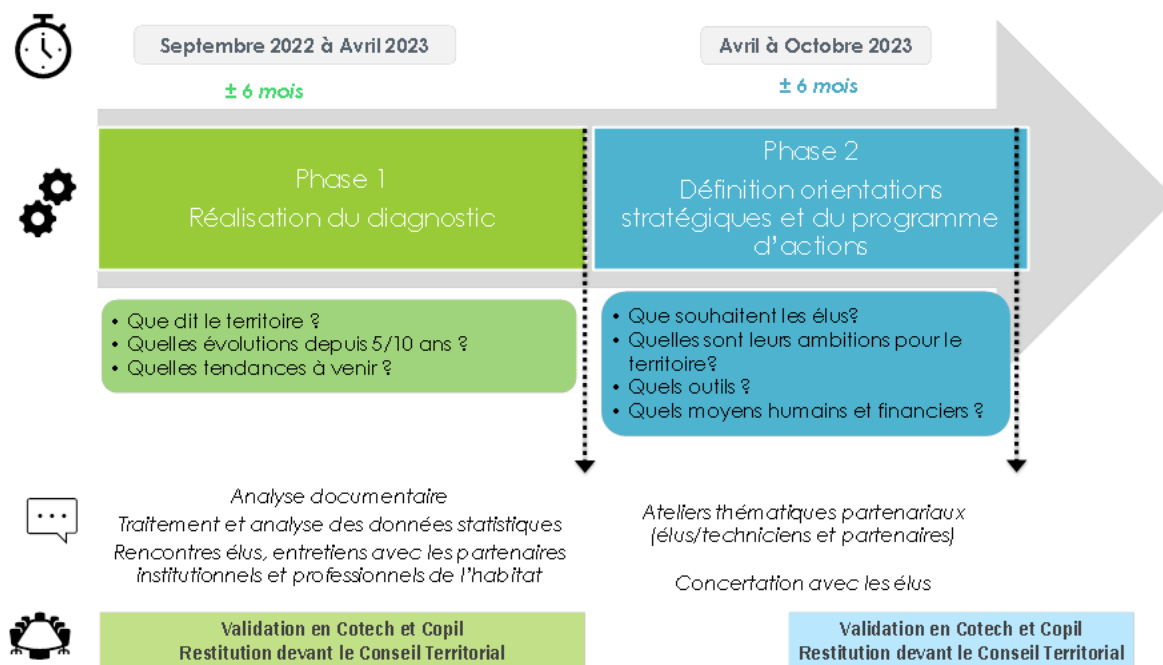 Septembre 2022 à Avril 2023
± 6 mois
Avril à Octobre 2023
± 6 mois
Phase 1
Réalisation du diagnostic
Phase 2
Définition orientations
stratégiques et du programme
d'actions
• Que dit le territoire ?
• Quelles évolutions depuis 5/10 ans ?
• Quelles tendances à venir ?
• Que souhaitent les élus?
• Quelles sont leurs ambitions pour le
territoire?
• Quels outils ?
• Quels moyens humains et financiers ?
Analyse documentaire
Traitement et analyse des données statistiques
Rencontres élus, entretiens avec les partenaires
institutionnels et professionnels de l'habitat
Ateliers thématiques partenariaux
(élus/techniciens et partenaires)
Concertation avec les élus
Validation en Cotech et Copil
Restitution devant le Conseil Territorial
Validation en Cotech et Copil
Restitution devant le Conseil Territorial